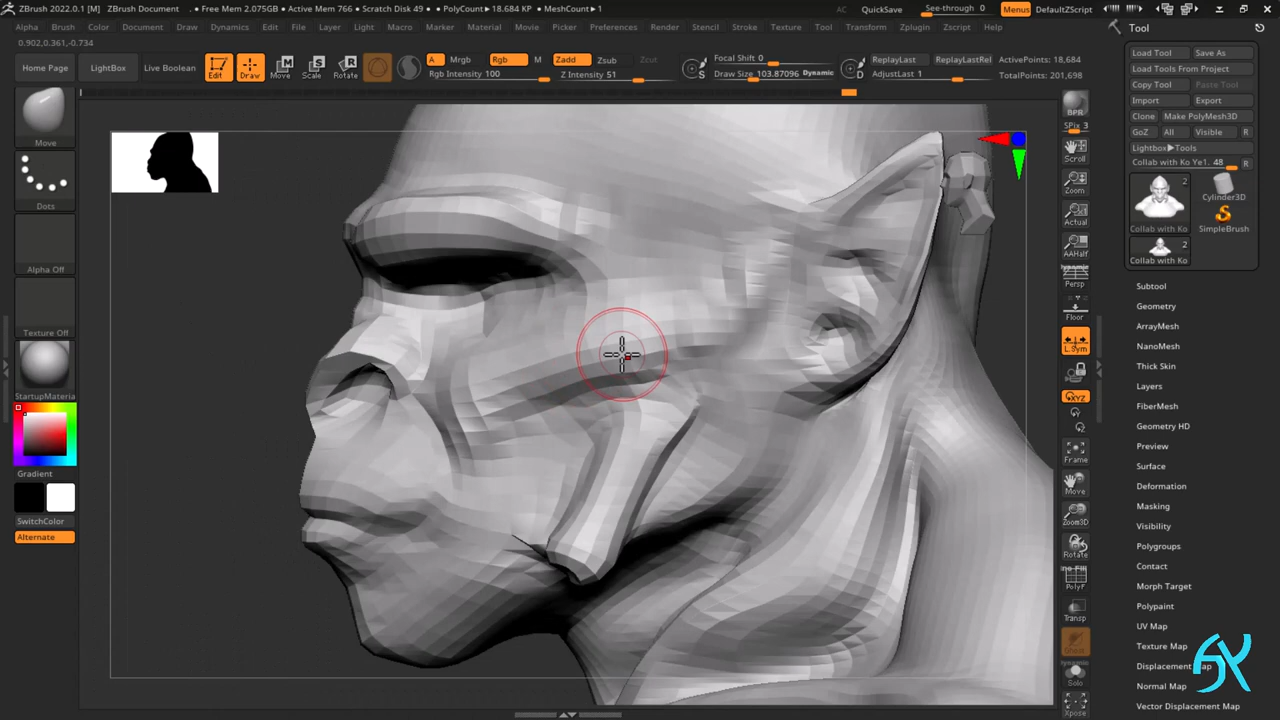 ZBrush 2022.0.1 [M] ZBrush Document . • Free Mem 2.075GB • Active Mem 766 • Scratch Disk 49 • PolyCount▸18.684 KP • MeshCount▸1 AC QuickSave See-through 0 Menus DefaultZScript
Alpha Brush Color Document Draw Dynamics Edit File Layer Light Macro Marker Material Movie Picker Preferences Render Stencil Stroke Texture Tool Transform Zplugin Zscript Help
0.902,0.361,-0.734
Home Page LightBox Live Boolean Edit Draw Move Scale Rotate
A Mrgb Rgb M Zadd Zsub Zcut
Rgb Intensity 100 Z Intensity 51
S Focal Shift 0
Draw Size 103.87096 Dynamic
D ReplayLast ReplayLastRel ActivePoints: 18,684
AdjustLast 1 TotalPoints: 201,698
Move
Dots
Alpha Off
Texture Off
StartupMateria
Gradient
SwitchColor
Alternate
BPR
SPix 3
Scroll
Zoom
Actual
AAHalf
Dynamic
Persp
Floor
L.Sym
XYZ
Y
Z
Frame
Move
Zoom3D
Rotate
PolyF
Transp
Ghost
Dynamic
Solo
Xpose
Tool
Load Tool Save As
Load Tools From Project
Copy Tool Paste Tool
Import Export
Clone Make PolyMesh3D
GoZ All Visible R
Lightbox▸Tools
Collab with Ko Ye1. 48 R
2
Collab with Ko
Cylinder3D
SimpleBrush
2
Collab with Ko
Subtool
Geometry
ArrayMesh
NanoMesh
Thick Skin
Layers
FiberMesh
Geometry HD
Preview
Surface
Deformation
Masking
Visibility
Polygroups
Contact
Morph Target
Polypaint
UV Map
Texture Map
Displacement Map
Normal Map
Vector Displacement Map